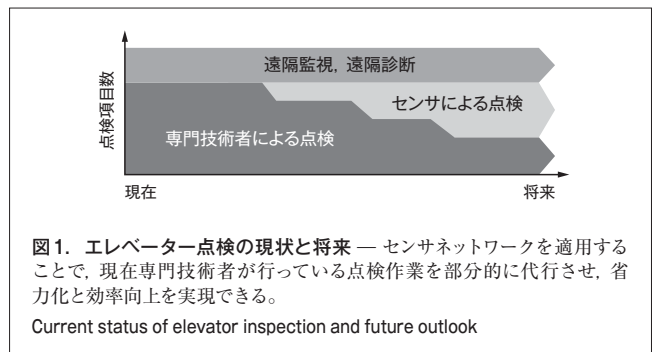 遠隔監視，遠隔診断
センサによる点検
専門技術者による点検
点検項目数
現在
将来
図1．エレベーター点検の現状と将来 — センサネットワークを適用する
ことで，現在専門技術者が行っている点検作業を部分的に代行させ，省
力化と効率向上を実現できる。
Current status of elevator inspection and future outlook